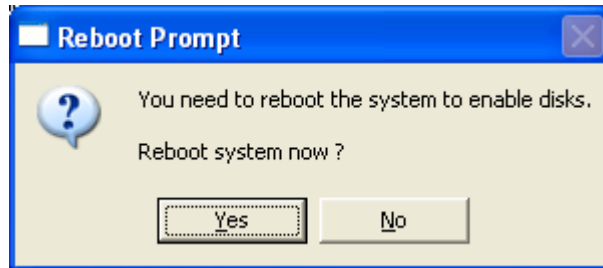 Reboot Prompt
You need to reboot the system to enable disks.
Reboot system now ?
Yes No